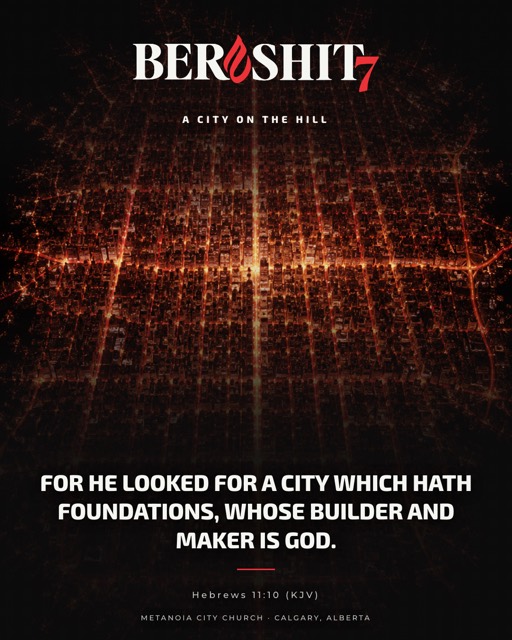 BERSHIT7
A CITY ON THE HILL
FOR HE LOOKED FOR A CITY WHICH HATH
FOUNDATIONS, WHOSE BUILDER AND
MAKER IS GOD.
Hebrews 11:10 (KJV)
METANOIA CITY CHURCH · CALGARY, ALBERTA